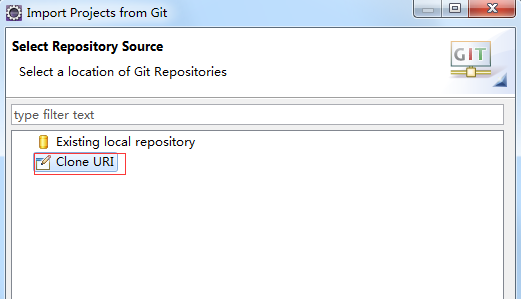 Import Projects from Git
Select Repository Source
Select a location of Git Repositories
GIT
type filter text
Existing local repository
Clone URI